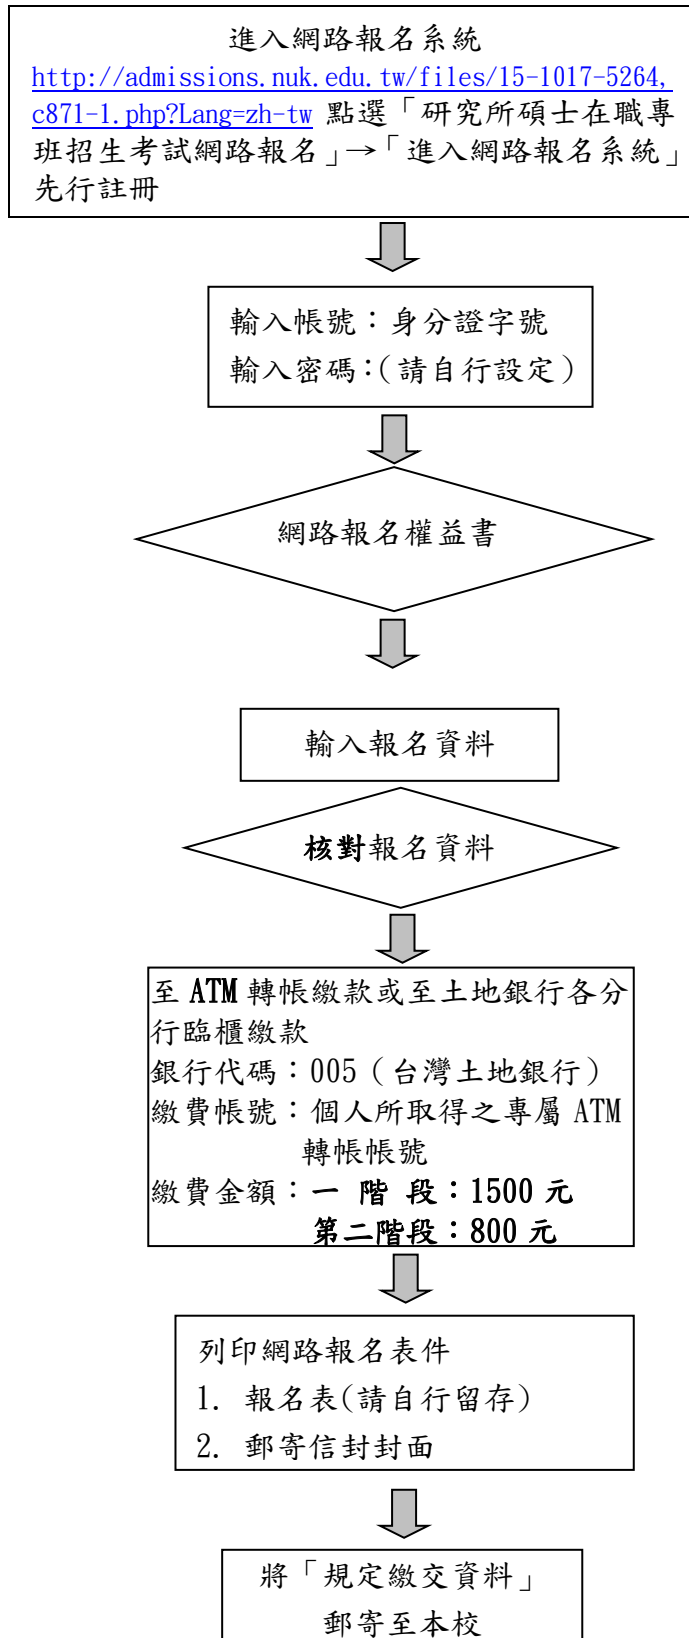 進入網路報名系統
http://admissions.nuk.edu.tw/files/15-1017-5264,
c871-1.php?Lang=zh-tw 點選「研究所碩士在職專
班招生考試網路報名」→「進入網路報名系統」
先行註冊
輸入帳號：身分證字號
輸入密碼：(請自行設定)
網路報名權益書
輸入報名資料
核對報名資料
至 ATM 轉帳繳款或至土地銀行各分
行臨櫃繳款
銀行代碼：005（台灣土地銀行）
繳費帳號：個人所取得之專屬 ATM
轉帳帳號
繳費金額：一 階 段：1500 元
第二階段：800 元
列印網路報名表件
1. 報名表(請自行留存)
2. 郵寄信封封面
將「規定繳交資料」
郵寄至本校